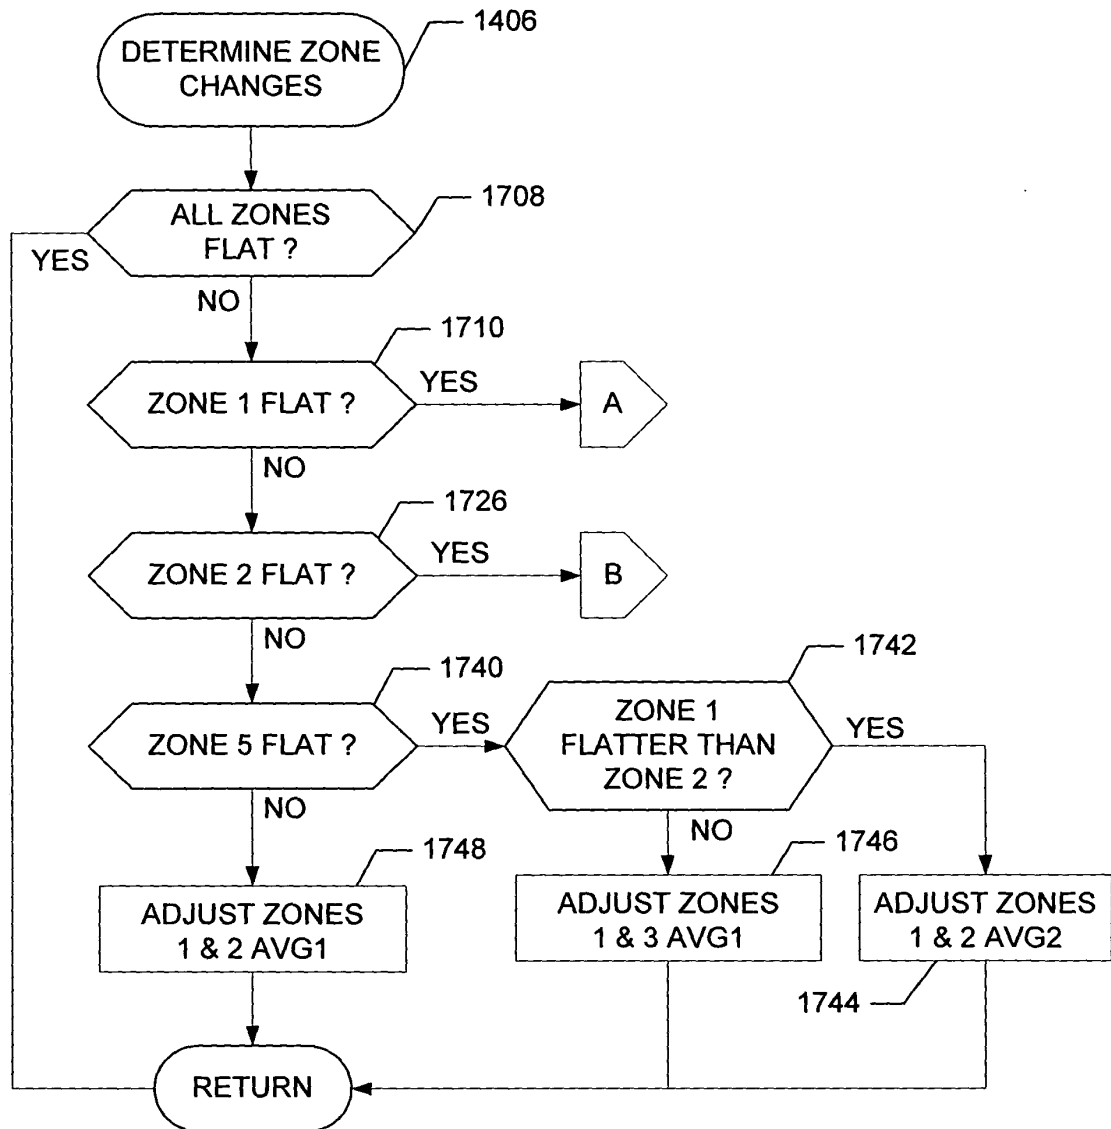 1406
DETERMINE ZONE
CHANGES
1708
ALL ZONES
FLAT ?
YES
NO
1710
ZONE 1 FLAT ?
YES
A
NO
1726
ZONE 2 FLAT ?
YES
B
NO
1740
ZONE 5 FLAT ?
YES
1742
ZONE 1
FLATTER THAN
ZONE 2 ?
YES
NO
NO
1748
ADJUST ZONES
1 & 2 AVG1
1746
ADJUST ZONES
1 & 3 AVG1
ADJUST ZONES
1 & 2 AVG2
1744
RETURN